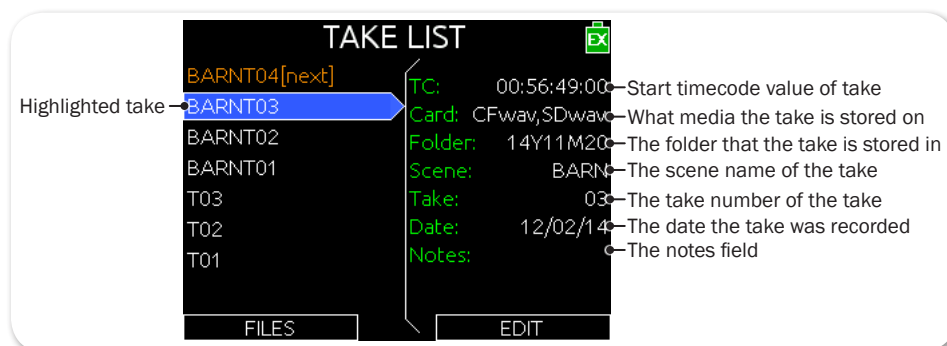 TAKE LIST
EX
BARNT04[next]
TC: 00:56:49:00 Start timecode value of take
Highlighted take BARNT03
Card: CFwav,SDwav What media the take is stored on
BARNT02
Folder: 14Y11M20 The folder that the take is stored in
BARNT01
Scene: BARN The scene name of the take
T03
Take: 03 The take number of the take
T02
Date: 12/02/14 The date the take was recorded
Notes: The notes field
T01
FILES
EDIT